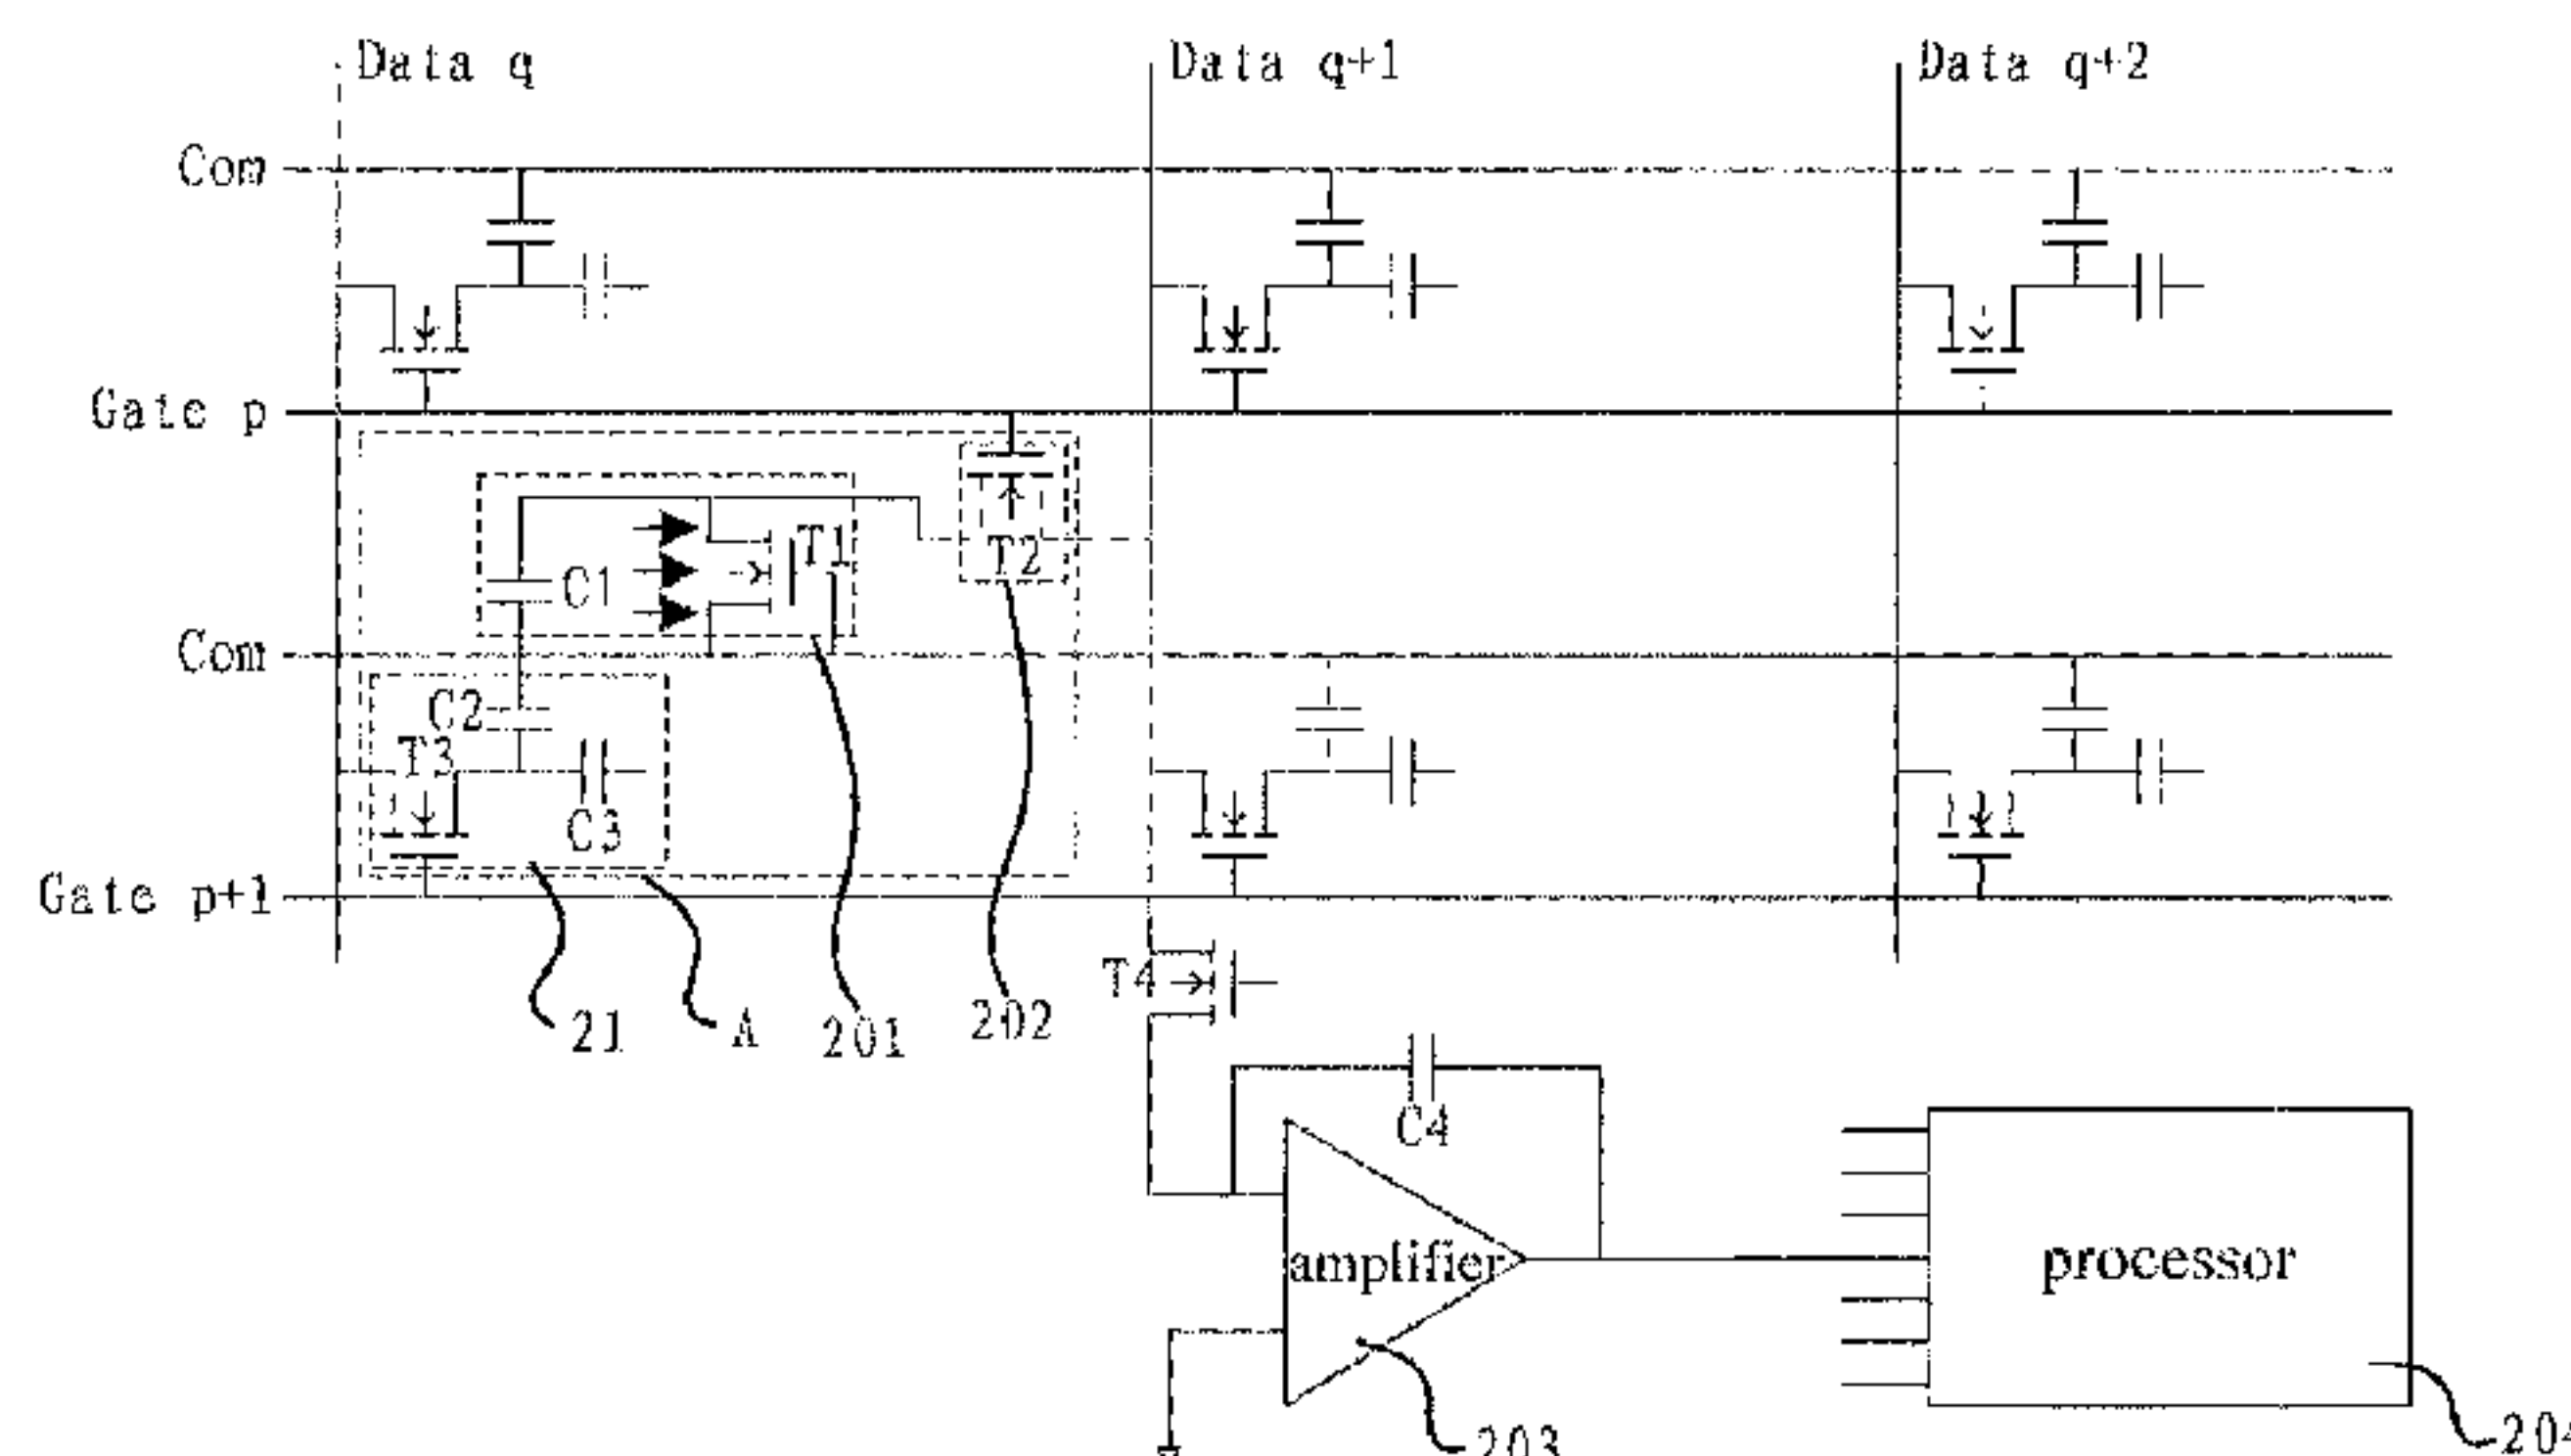 Data q
Data q+1
Data q+2
Com
Gate p
T1
T2
C1
Com
C2
T3
C3
Gate p+1
T4
21
A
201
202
C4
amplifier
processor
203
204